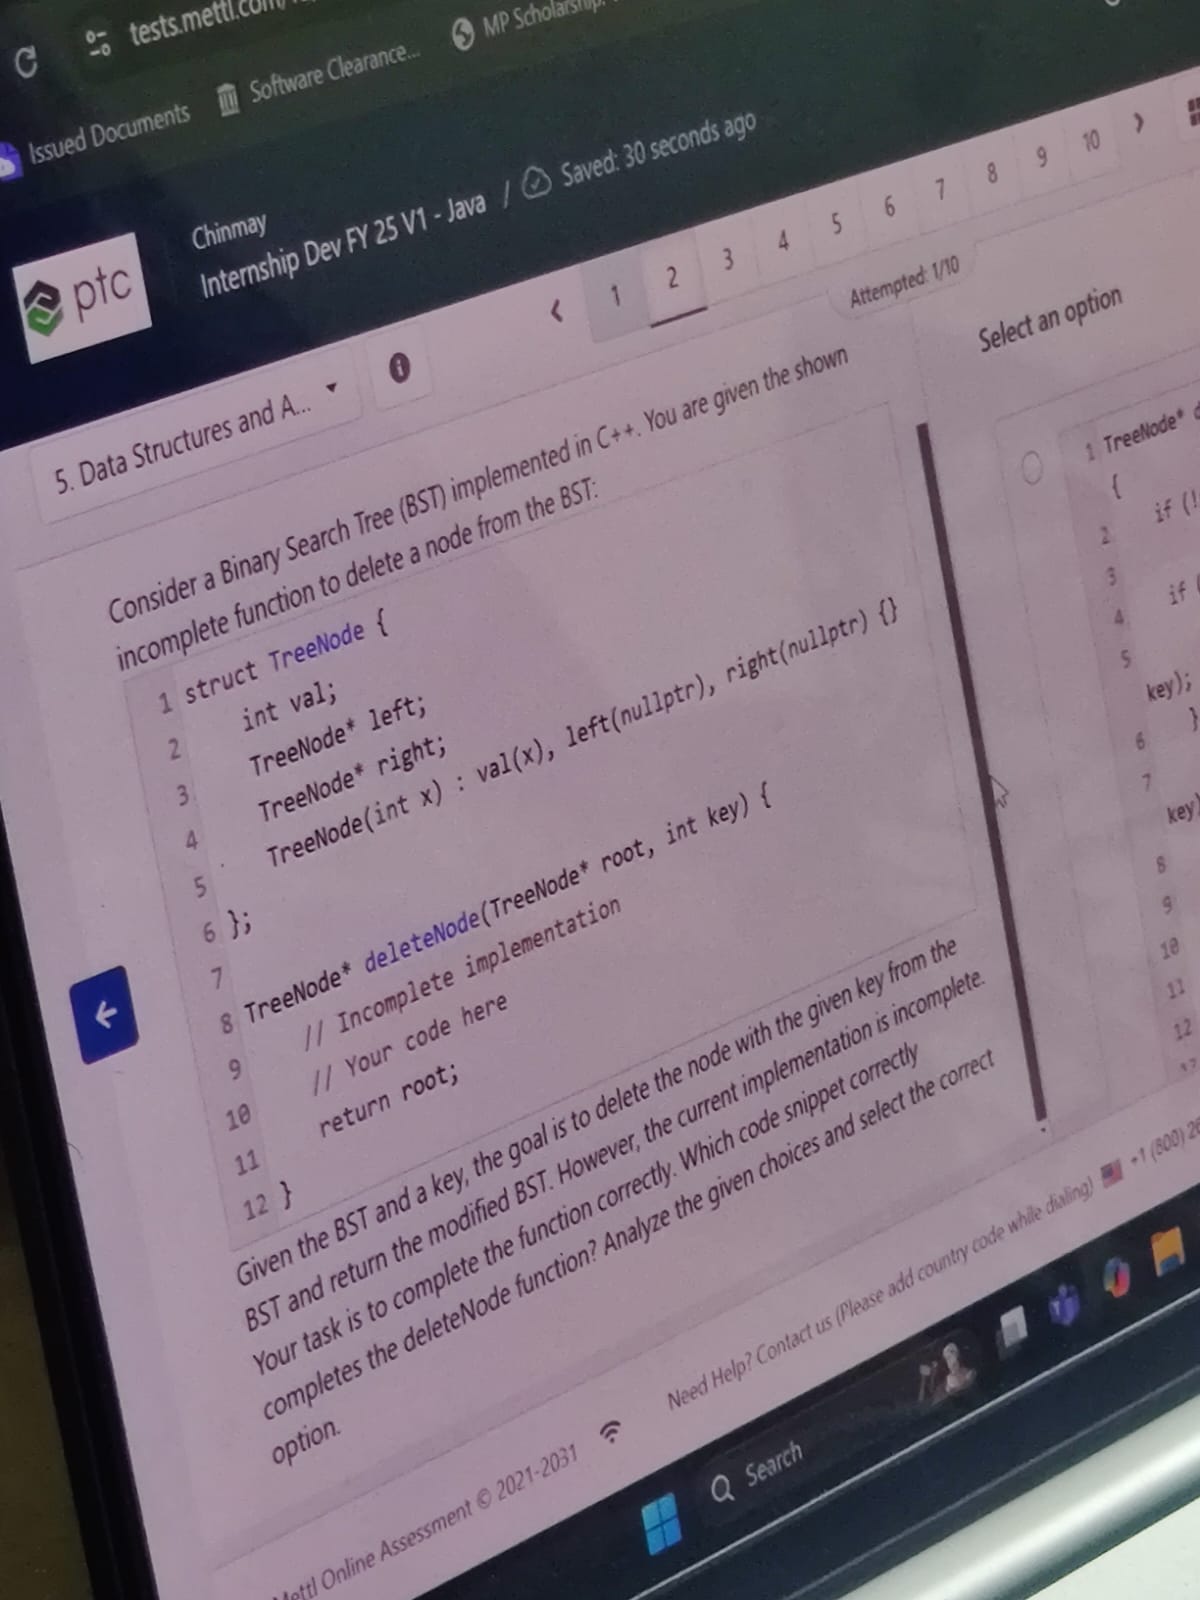 tests.mettl.com/
Issued Documents
Software Clearance...
MP Scholarship.
ptc
Chinmay
Internship Dev FY 25 V1 - Java / Saved: 30 seconds ago
5. Data Structures and A...
1 2 3 4 5 6 7 8 9 10
Attempted: 1/10
Consider a Binary Search Tree (BST) implemented in C++. You are given the shown
incomplete function to delete a node from the BST:
1 struct TreeNode {
2 int val;
3 TreeNode* left;
4 TreeNode* right;
5 TreeNode(int x) : val(x), left(nullptr), right(nullptr) {}
6 };
7
8 TreeNode* deleteNode(TreeNode* root, int key) {
9 // Incomplete implementation
10 // Your code here
11 return root;
12 }
Given the BST and a key, the goal is to delete the node with the given key from the
BST and return the modified BST. However, the current implementation is incomplete.
Your task is to complete the function correctly. Which code snippet correctly
completes the deleteNode function? Analyze the given choices and select the correct
option.
Select an option
1 TreeNode*
{
2 if (!
3
4 if (
5
key);
6 }
7
key)
8
9
10
11
12
Mettl Online Assessment © 2021-2031
Need Help? Contact us (Please add country code while dialing) +1 (800) 26
Search